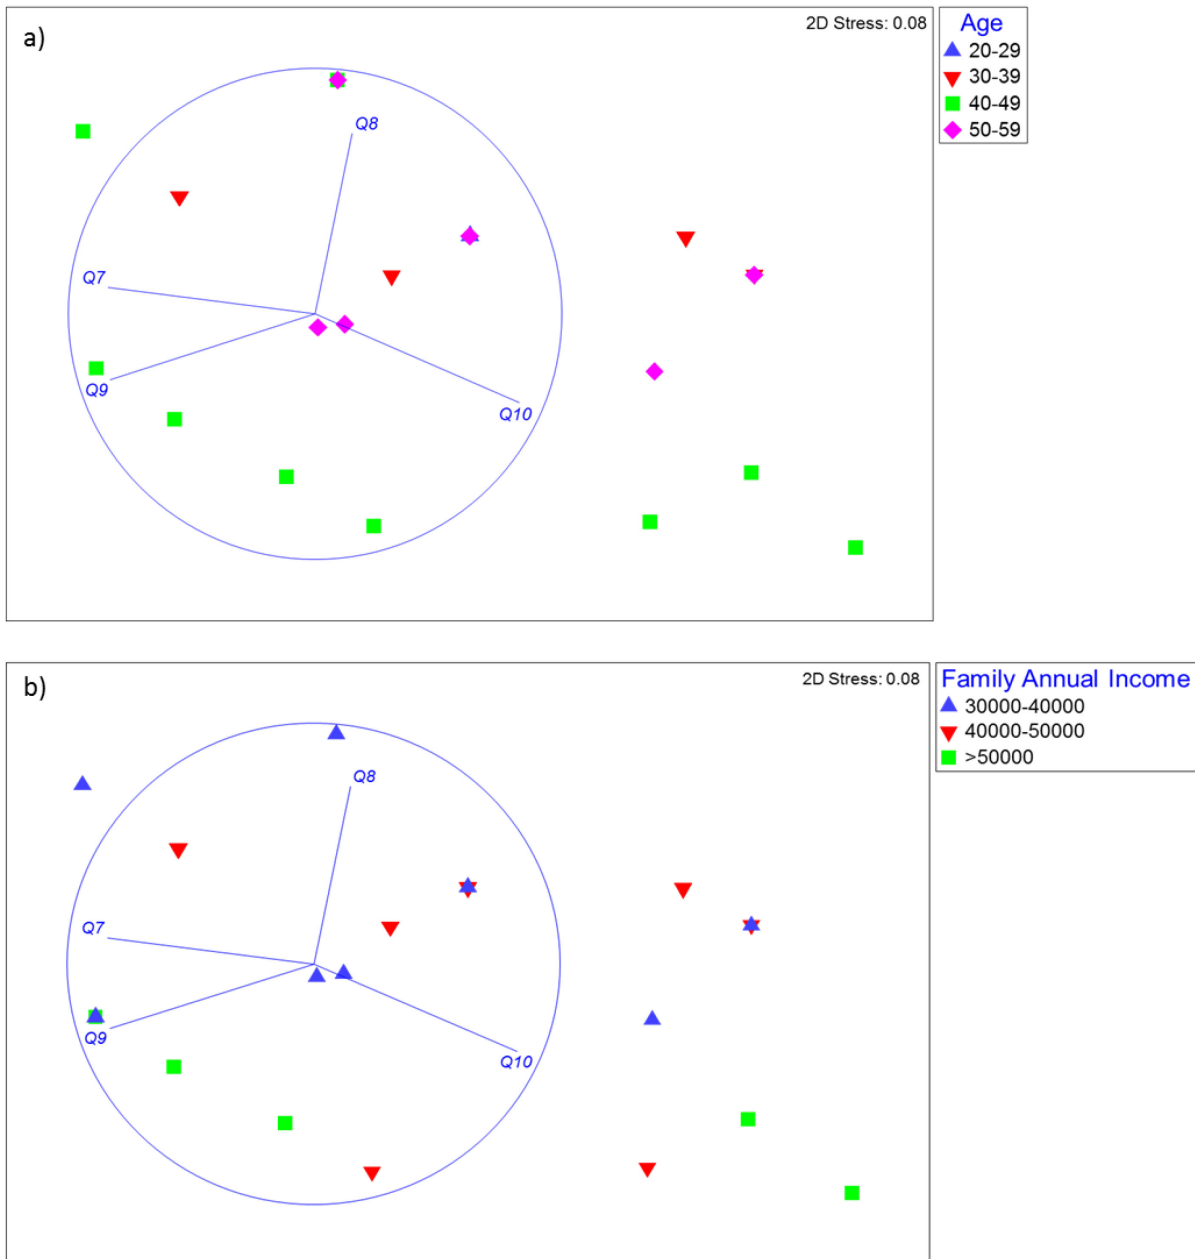 a)
2D Stress: 0.08
Age
20-29
30-39
40-49
50-59
Q8
Q7
Q9
Q10
b)
2D Stress: 0.08
Family Annual Income
30000-40000
40000-50000
>50000
Q8
Q7
Q9
Q10